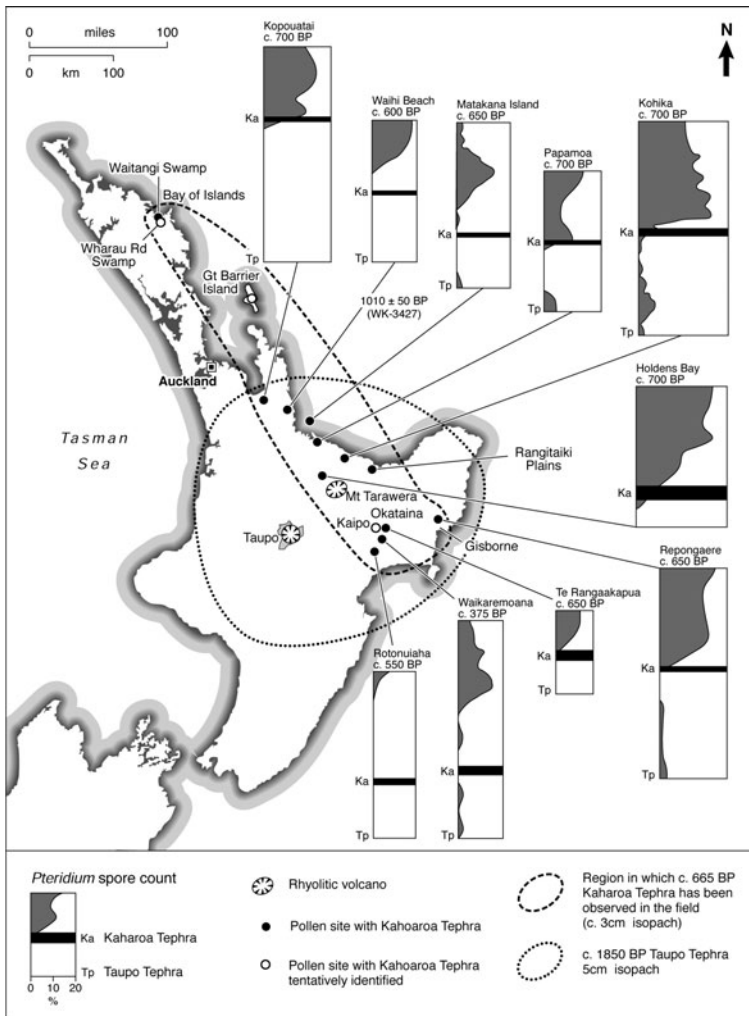 0 miles 100
0 km 100
N
Kopouatai
c. 700 BP
Ka
Tp
Waihi Beach
c. 600 BP
Ka
Tp
1010 ± 50 BP
(WK-3427)
Matakana Island
c. 650 BP
Ka
Tp
Papamoa
c.700 BP
Ka
Tp
Kohika
c. 700 BP
Ka
Tp
Waitangi Swamp
Bay of Islands
Wharau Rd
Swamp
Gt Barrier
Island
Auckland
Tasman
Sea
Holdens Bay
c. 700 BP
Ka
Rangitaiki
Plains
Mt Tarawera
Okataina
Kaipo
Taupo
Gisborne
Repongaere
c. 650 BP
Ka
Tp
Te Rangaakapua
c. 650 BP
Ka
Tp
Waikaremoana
c. 375 BP
Ka
Tp
Rotonuiaha
c. 550 BP
Ka
Tp
Pteridium spore count
Ka Kaharoa Tephra
Tp Taupo Tephra
0 20
%
Rhyolitic volcano
Pollen site with Kahoaroa Tephra
Pollen site with Kahoaroa Tephra
tentatively identified
Region in which c. 665 BP
Kaharoa Tephra has been
observed in the field
(c. 3cm isopach)
c. 1850 BP Taupo Tephra
5cm isopach